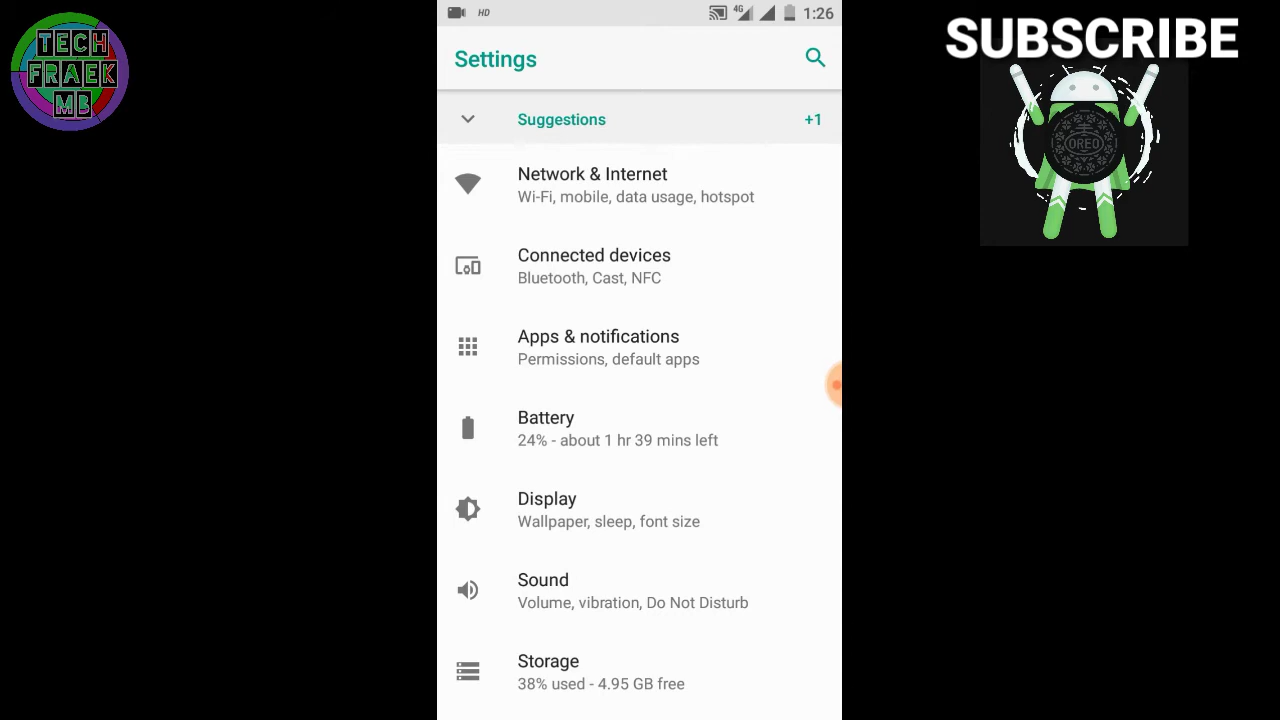 TECH
FRAEK
MB
HD
4G
1:26
SUBSCRIBE
Settings
Suggestions +1
OREO
Network & Internet
Wi-Fi, mobile, data usage, hotspot
Connected devices
Bluetooth, Cast, NFC
Apps & notifications
Permissions, default apps
Battery
24% - about 1 hr 39 mins left
Display
Wallpaper, sleep, font size
Sound
Volume, vibration, Do Not Disturb
Storage
38% used - 4.95 GB free